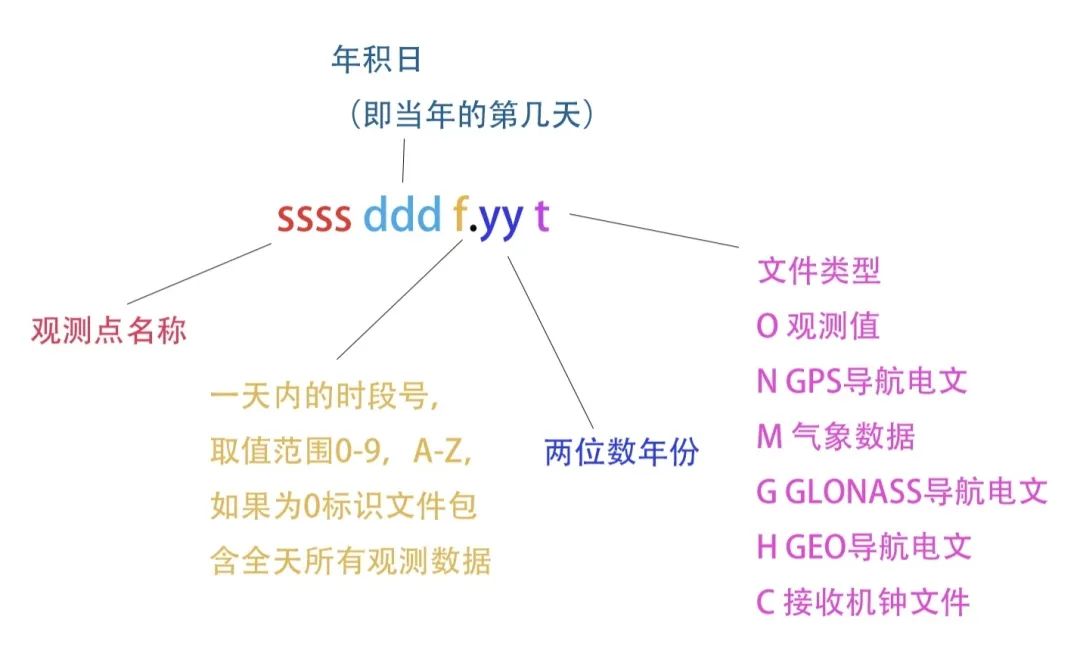 年积日
（即当年的第几天）
ssss ddd f.yy t
观测点名称
一天内的时段号,
取值范围0-9，A-Z,
如果为0标识文件包
含全天所有观测数据
两位数年份
文件类型
O 观测值
N GPS导航电文
M 气象数据
G GLONASS导航电文
H GEO导航电文
C 接收机钟文件